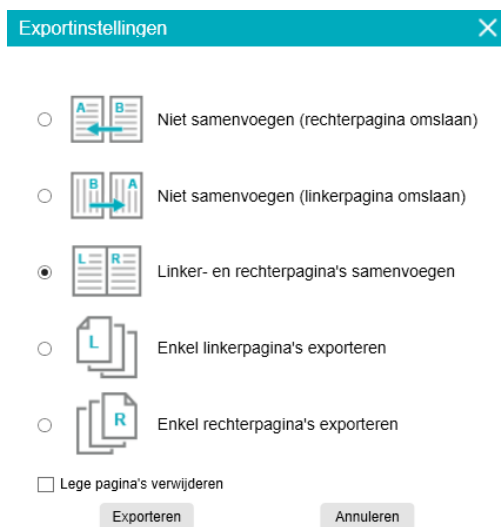 Exportinstellingen
A B Niet samenvoegen (rechterpagina omslaan)
B A Niet samenvoegen (linkerpagina omslaan)
L R Linker- en rechterpagina's samenvoegen
L Enkel linkerpagina's exporteren
R Enkel rechterpagina's exporteren
Lege pagina's verwijderen
Exporteren Annuleren